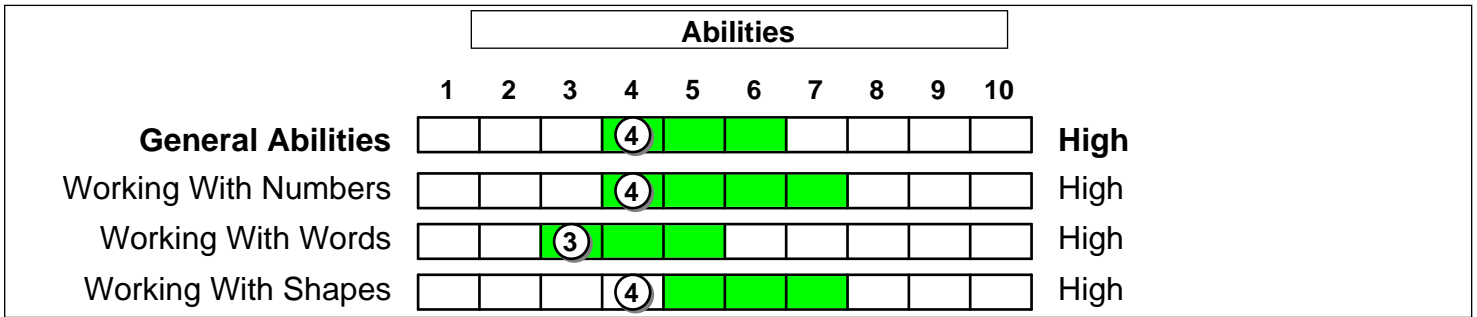 Abilities
1 2 3 4 5 6 7 8 9 10
General Abilities 4 High
Working With Numbers 4 High
Working With Words 3 High
Working With Shapes 4 High